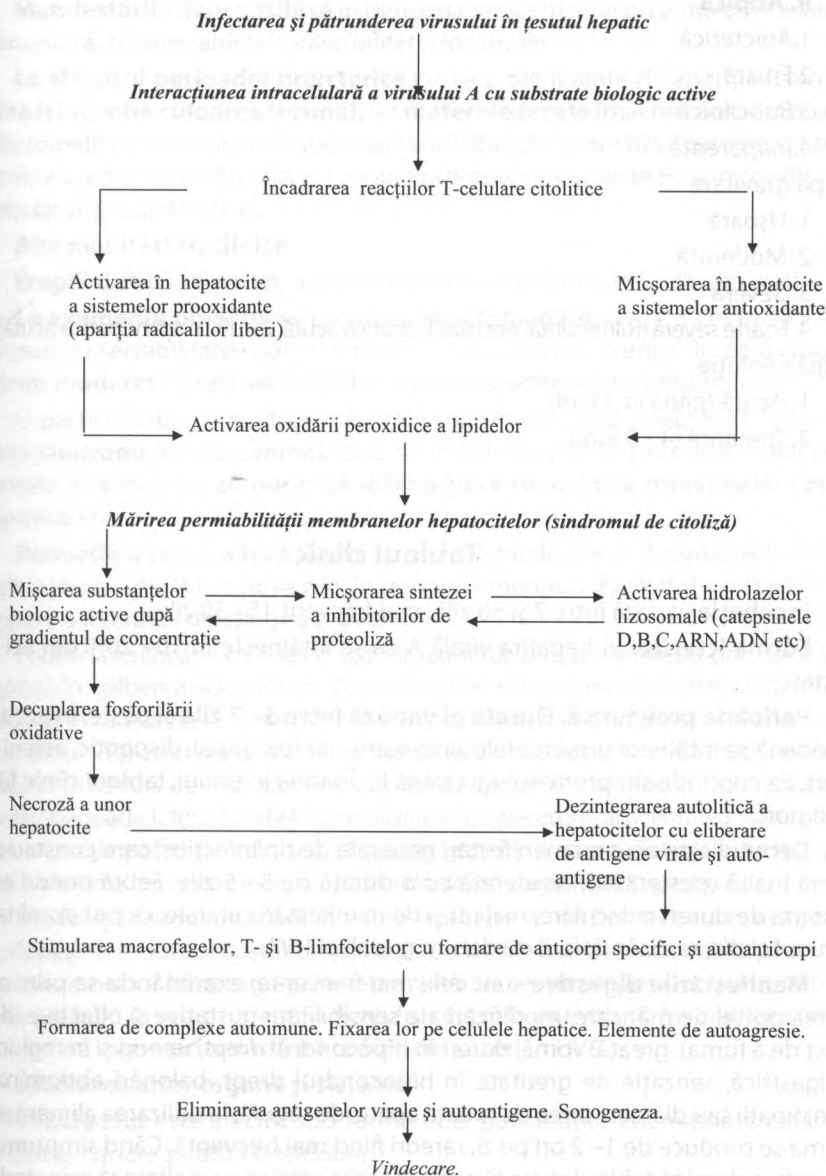 Infectarea şi pătrunderea virusului în ţesutul hepatic
Interacţiunea intracelulară a virusului A cu substrate biologic active
Încadrarea reacţiilor T-celulare citolitice
Activarea în hepatocite
a sistemelor prooxidante
(apariţia radicalilor liberi)
Micşorarea în hepatocite
a sistemelor antioxidante
Activarea oxidării peroxidice a lipidelor
Mărirea permiabilităţii membranelor hepatocitelor (sindromul de citoliză)
Mişcarea substanţelor
biologic active după
gradientul de concentraţie
Micşorarea sintezei
a inhibitorilor de
proteoliză
Activarea hidrolazelor
lizosomale (catepsinele
D,B,C,ARN,ADN etc)
Decuplarea fosforilării
oxidative
Necroză a unor
hepatocite
Dezintegrarea autolitică a
hepatocitelor cu eliberare
de antigene virale şi auto-
antigene
Stimularea macrofagelor, T- şi B-limfocitelor cu formare de anticorpi specifici şi autoanticorpi
Formarea de complexe autoimune. Fixarea lor pe celulele hepatice. Elemente de autoagresie.
Eliminarea antigenelor virale şi autoantigene. Sonogeneza.
Vindecare.